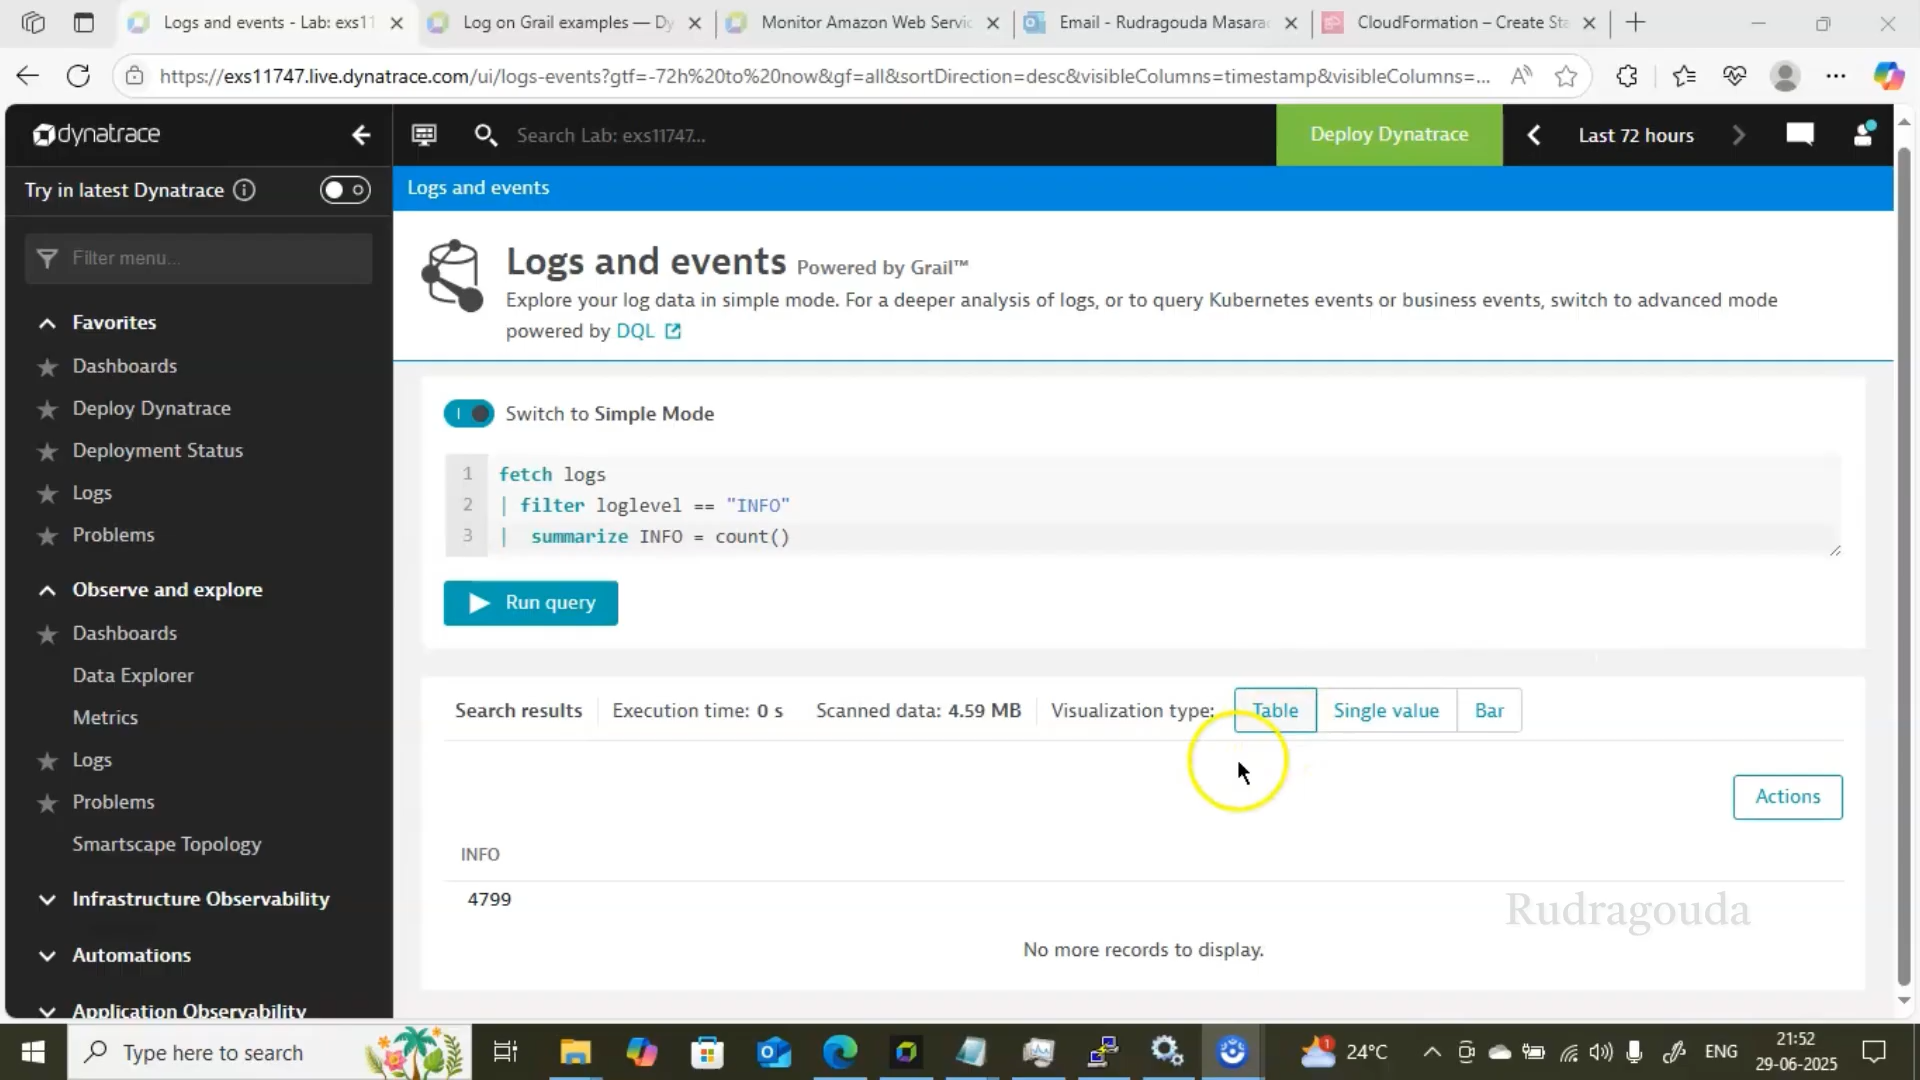 Logs and events - Lab: exs11
Log on Grail examples — Dy
Monitor Amazon Web Servic
Email - Rudragouda Masara
CloudFormation – Create Sta
https://exs11747.live.dynatrace.com/ui/logs-events?gtf=-72h%20to%20now&gf=all&sortDirection=desc&visibleColumns=timestamp&visibleColumns=...
dynatrace
Search Lab: exs11747...
Deploy Dynatrace
Last 72 hours
Try in latest Dynatrace
Logs and events
Filter menu...
Favorites
Dashboards
Deploy Dynatrace
Deployment Status
Logs
Problems
Observe and explore
Dashboards
Data Explorer
Metrics
Logs
Problems
Smartscape Topology
Infrastructure Observability
Automations
Application Observability
Logs and events Powered by Grail™
Explore your log data in simple mode. For a deeper analysis of logs, or to query Kubernetes events or business events, switch to advanced mode
powered by DQL
Switch to Simple Mode
1 fetch logs
2 | filter loglevel == "INFO"
3 | summarize INFO = count()
Run query
Search results
Execution time: 0 s
Scanned data: 4.59 MB
Visualization type:
Table
Single value
Bar
Actions
INFO
4799
No more records to display.
Rudragouda
Type here to search
1
24°C
ENG
21:52
29-06-2025